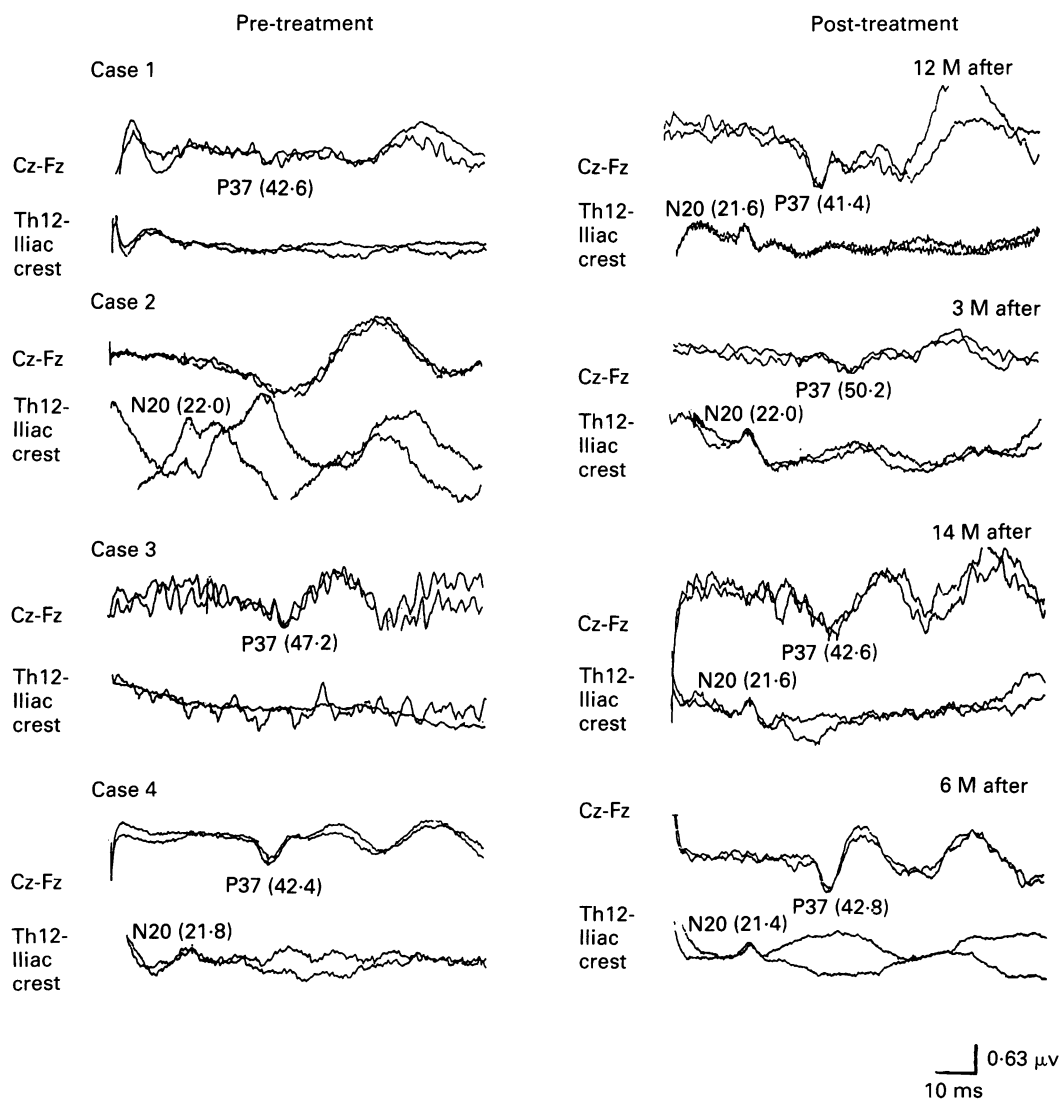 Pre-treatment
Post-treatment
Case 1
12 M after
Cz-Fz
P37 (42·6)
Th12-
Iliac
crest
Cz-Fz
P37 (41·4)
N20 (21·6)
Th12-
Iliac
crest
Case 2
3 M after
Cz-Fz
Th12-
Iliac
crest
N20 (22·0)
Cz-Fz
P37 (50·2)
Th12-
Iliac
crest
N20 (22·0)
Case 3
14 M after
Cz-Fz
P37 (47·2)
Th12-
Iliac
crest
Cz-Fz
P37 (42·6)
Th12-
Iliac
crest
N20 (21·6)
Case 4
6 M after
Cz-Fz
P37 (42·4)
Th12-
Iliac
crest
N20 (21·8)
Cz-Fz
P37 (42·8)
Th12-
Iliac
crest
N20 (21·4)
0·63 μv
10 ms